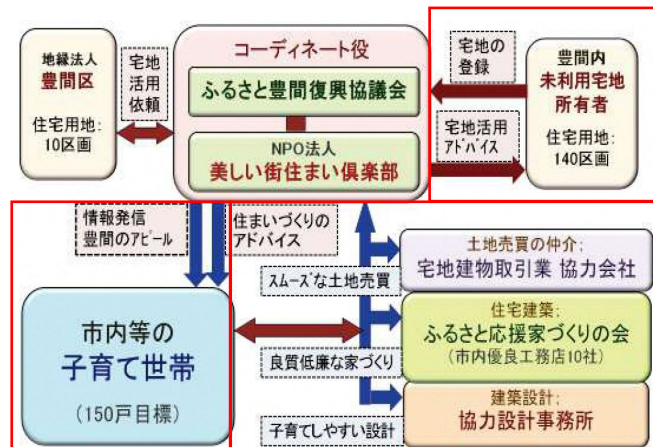 地縁法人
豊間区
住宅用地:
10区画
宅地
活用
依頼
コーディネート役
ふるさと豊間復興協議会
NPO法人
美しい街住まい倶楽部
宅地の
登録
宅地活用
アドバイス
豊間内
未利用宅地
所有者
住宅用地:
140区画
情報発信
豊間のアピール
住まいづくりの
アドバイス
市内等の
子育て世帯
(150戸目標)
スムーズな土地売買
良質低廉な家づくり
子育てしやすい設計
土地売買の仲介:
宅地建物取引業 協力会社
住宅建築:
ふるさと応援家づくりの会
(市内優良工務店10社)
建築設計:
協力設計事務所